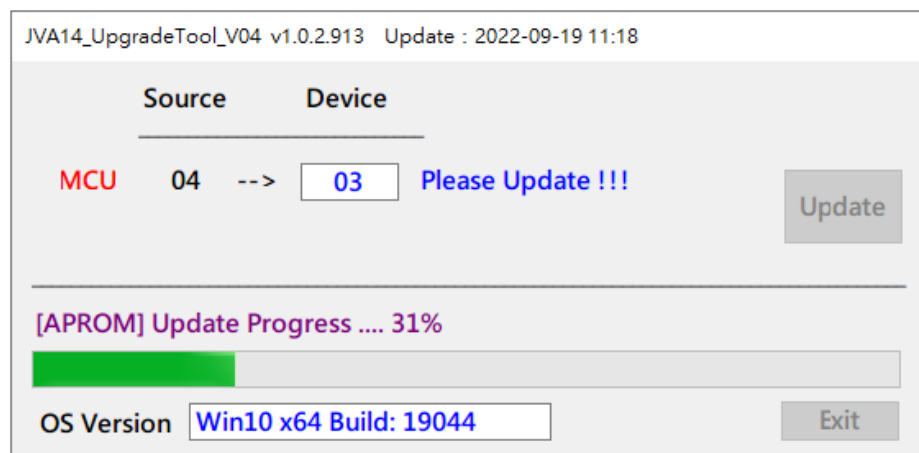 JVA14_UpgradeTool_V04 v1.0.2.913 Update : 2022-09-19 11:18
Source Device
MCU 04 --> 03 Please Update !!!
Update
[APROM] Update Progress .... 31%
OS Version Win10 x64 Build: 19044
Exit